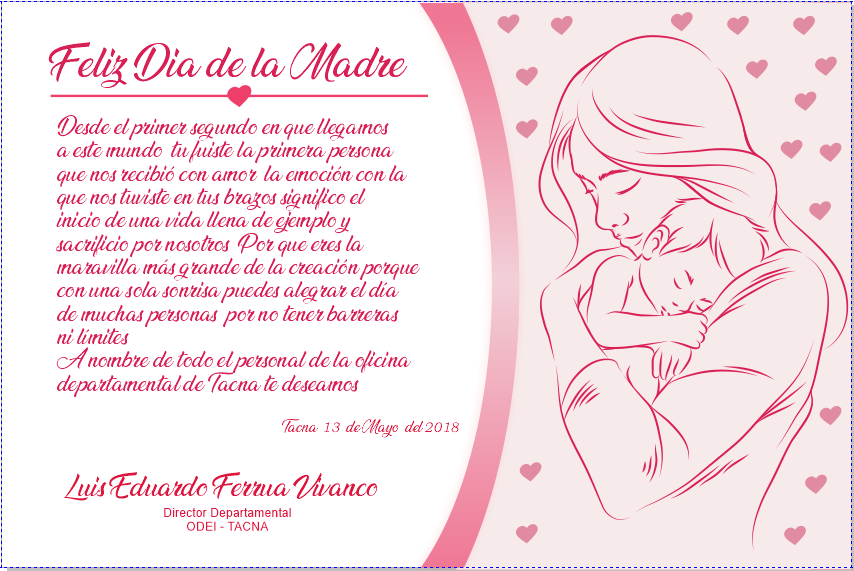 Feliz Dia de la Madre
Desde el primer segundo en que llegamos
a este mundo tu fuiste la primera persona
que nos recibió con amor la emoción con la
que nos tuviste en tus brazos significo el
inicio de una vida llena de ejemplo y
sacrificio por nosotros Por que eres la
maravilla más grande de la creación porque
con una sola sonrisa puedes alegrar el día
de muchas personas por no tener barreras
ni límites
A nombre de todo el personal de la oficina
departamental de Tacna te deseamos
Tacna 13 de Mayo del 2018
Luis Eduardo Ferrua Vivanco
Director Departamental
ODEI - TACNA